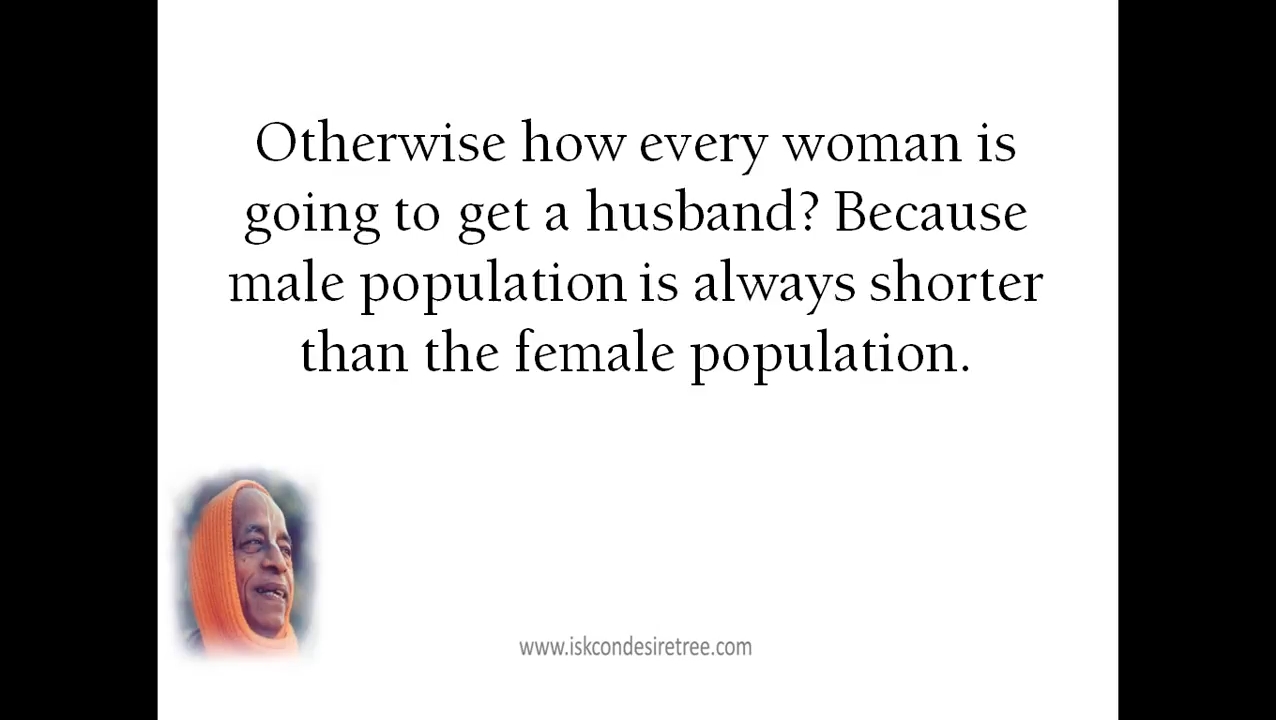 Otherwise how every woman is
going to get a husband? Because
male population is always shorter
than the female population.
www.iskcondesiretree.com